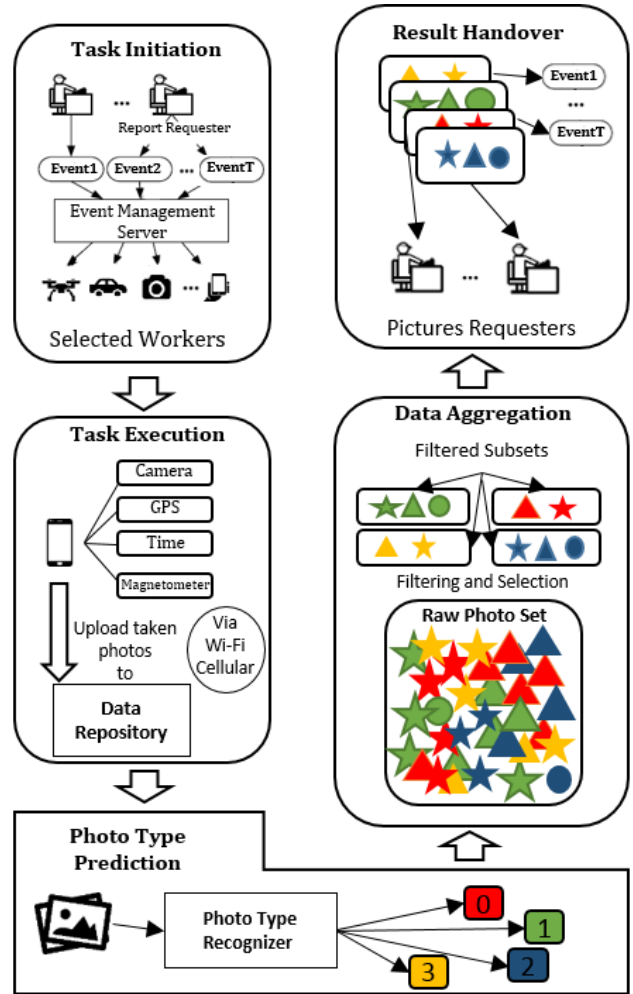 Task Initiation
...
Report Requester
Event1
Event2
...
EventT
Event Management
Server
...
Selected Workers
Task Execution
Camera
GPS
Time
Magnetometer
Upload taken
photos
to
Via
Wi-Fi
Cellular
Data
Repository
Photo Type
Prediction
Photo Type
Recognizer
0
1
2
3
Data Aggregation
Filtered Subsets
Filtering and Selection
Raw Photo Set
Result Handover
Event1
...
EventT
...
Pictures Requesters